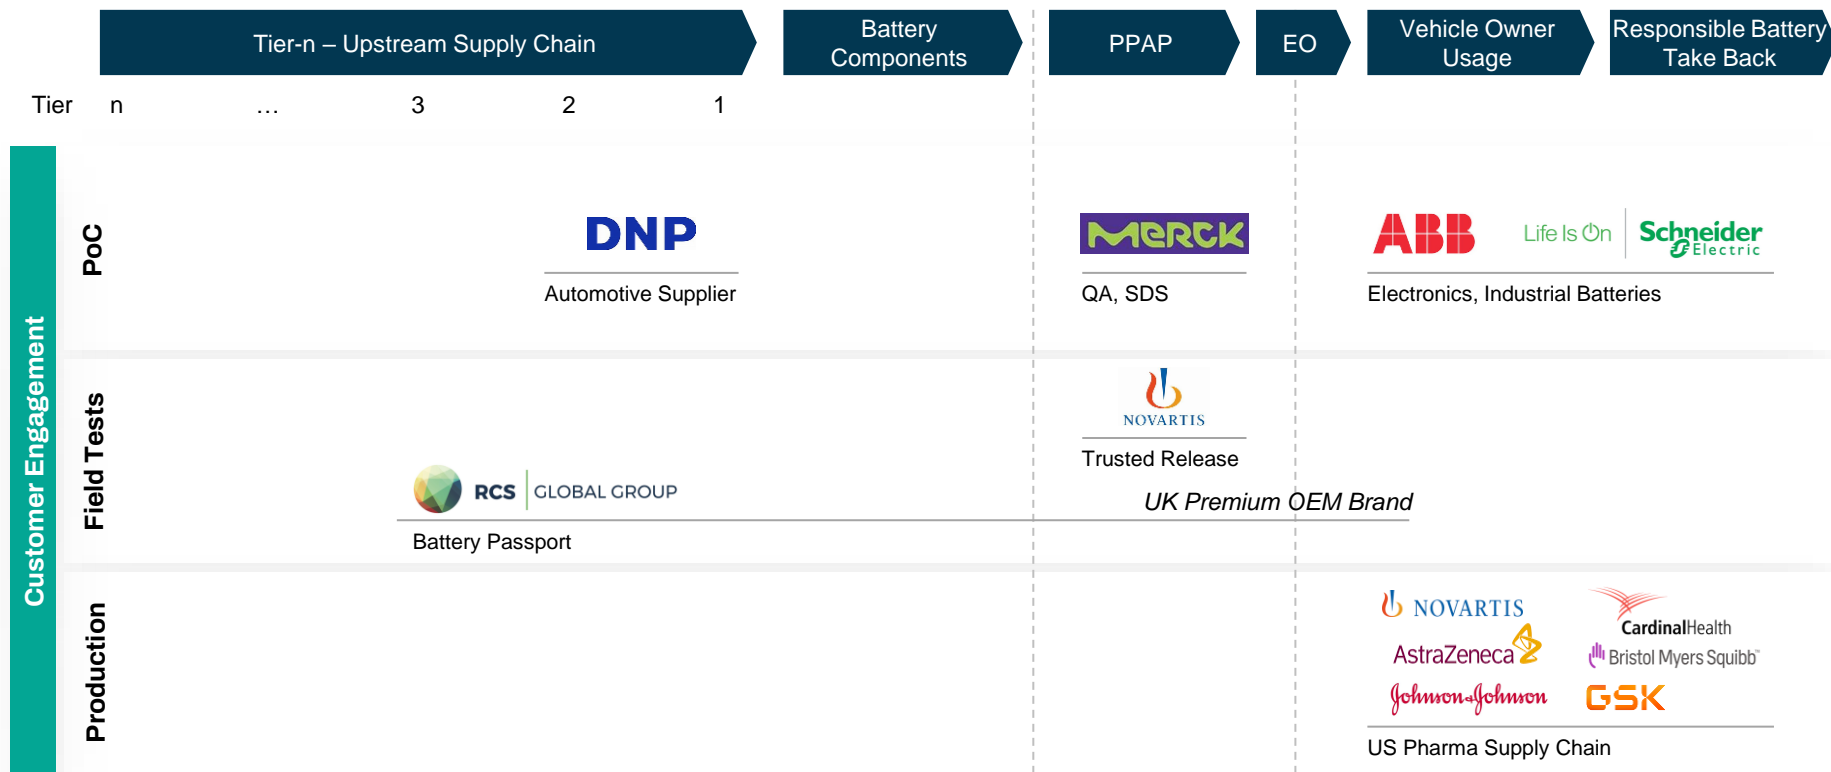 Tier-n – Upstream Supply Chain
Battery
Components
PPAP
EO
Vehicle Owner
Usage
Responsible Battery
Take Back
Tier n … 3 2 1
Customer Engagement
PoC
DNP
Automotive Supplier
MERCK
QA, SDS
ABB
Life Is On
Schneider
Electric
Electronics, Industrial Batteries
Field Tests
NOVARTIS
Trusted Release
RCS GLOBAL GROUP
UK Premium OEM Brand
Battery Passport
Production
NOVARTIS
CardinalHealth
AstraZeneca
Bristol Myers Squibb™
Johnson&Johnson
GSK
US Pharma Supply Chain